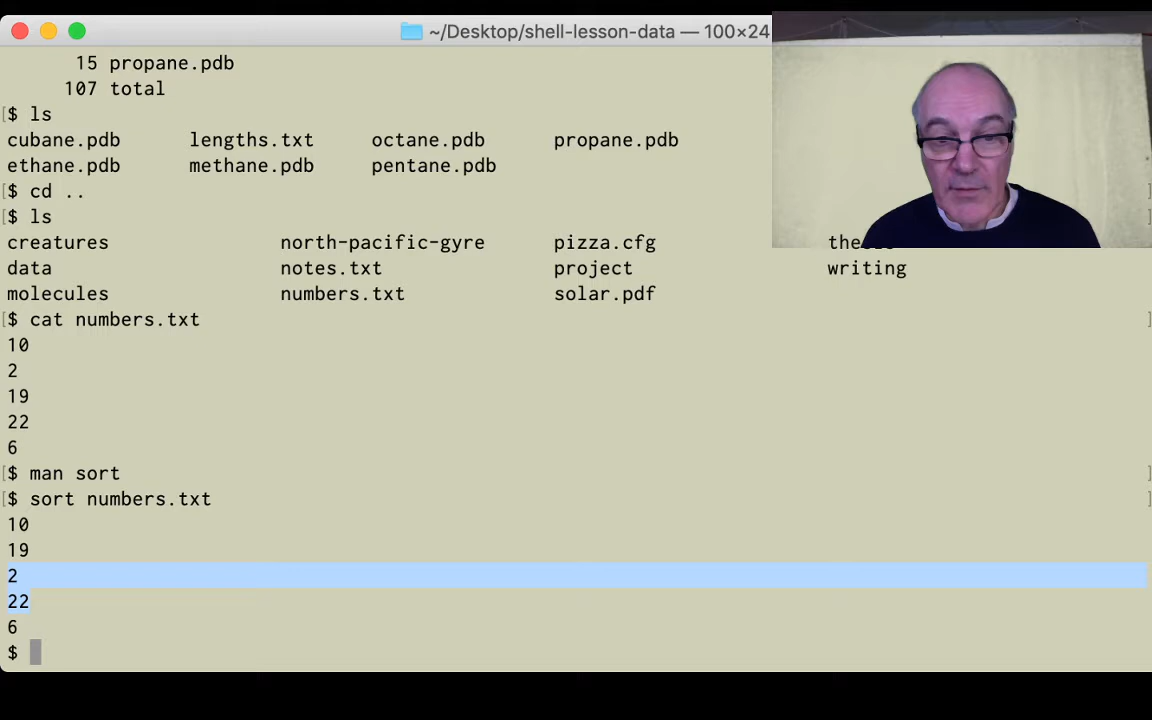 ~/Desktop/shell-lesson-data — 100×24
15 propane.pdb
107 total
[$ ls
cubane.pdb lengths.txt octane.pdb propane.pdb
ethane.pdb methane.pdb pentane.pdb
[$ cd .. ]
[$ ls ]
creatures north-pacific-gyre pizza.cfg
data notes.txt project writing
molecules numbers.txt solar.pdf
[$ cat numbers.txt ]
10
2
19
22
6
[$ man sort ]
[$ sort numbers.txt ]
10
19
2
22
6
$